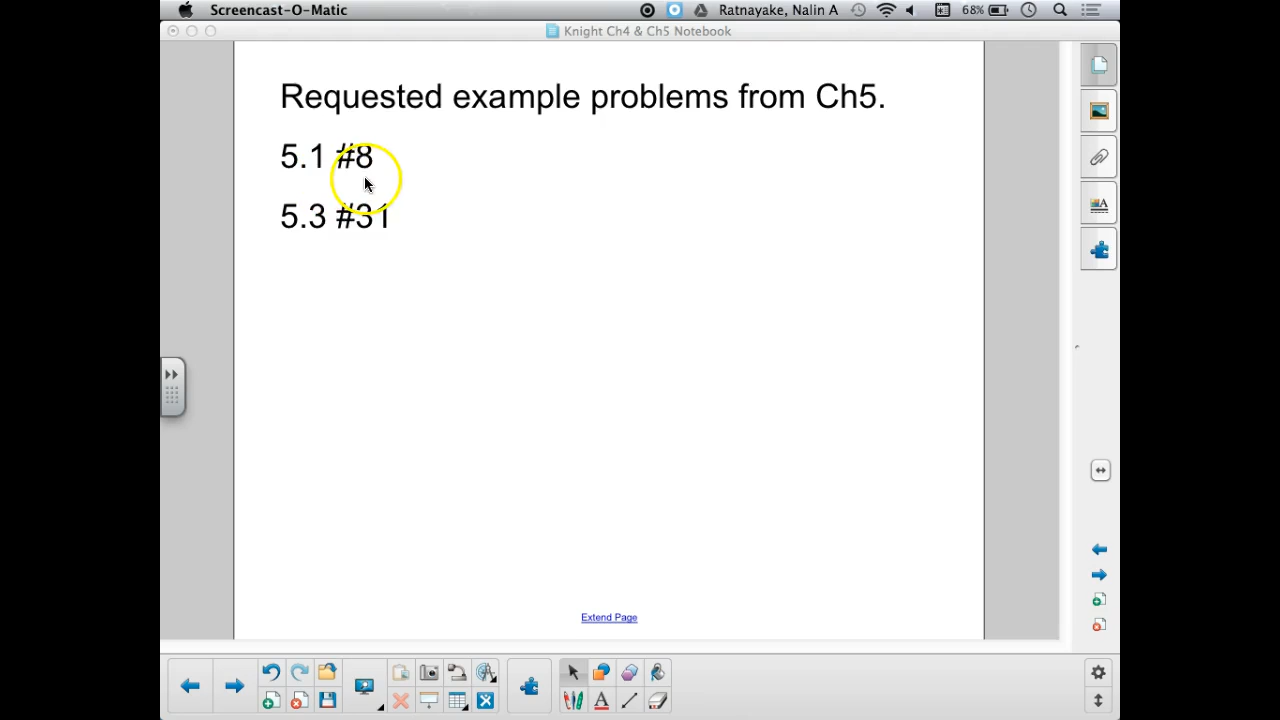 Screencast-O-Matic
Ratnayake, Nalin A
68%
Knight Ch4 & Ch5 Notebook
Requested example problems from Ch5.
5.1 #8
5.3 #31
Extend Page